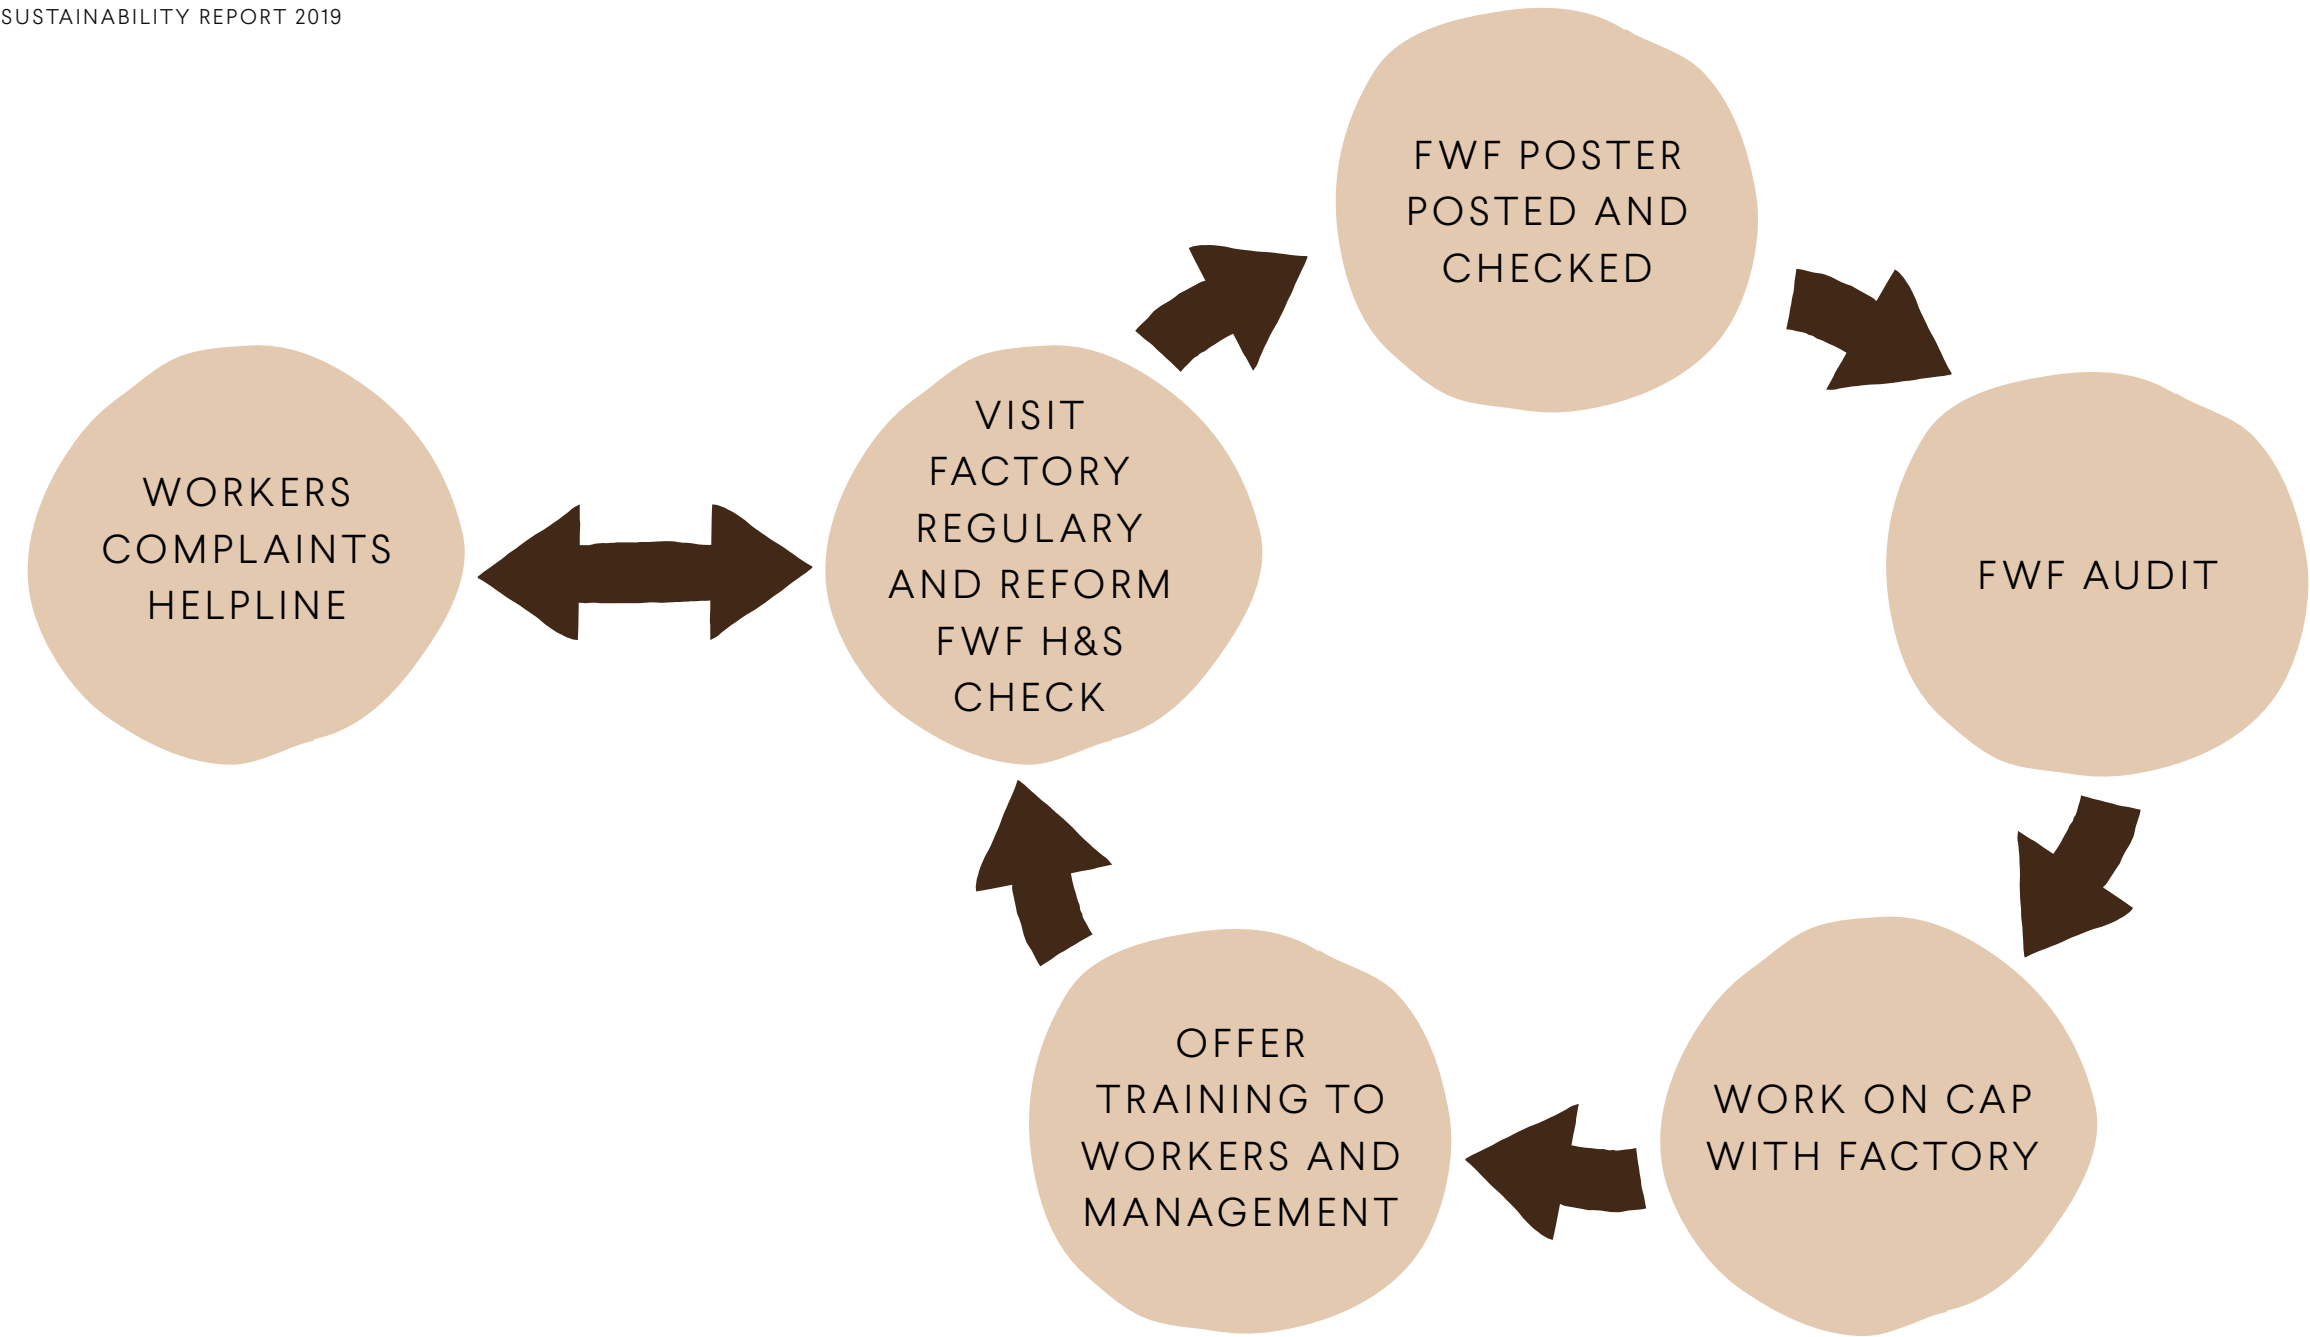 SUSTAINABILITY REPORT 2019
FWF POSTER
POSTED AND
CHECKED
WORKERS
COMPLAINTS
HELPLINE
VISIT
FACTORY
REGULARY
AND REFORM
FWF H&S
CHECK
FWF AUDIT
OFFER
TRAINING TO
WORKERS AND
MANAGEMENT
WORK ON CAP
WITH FACTORY